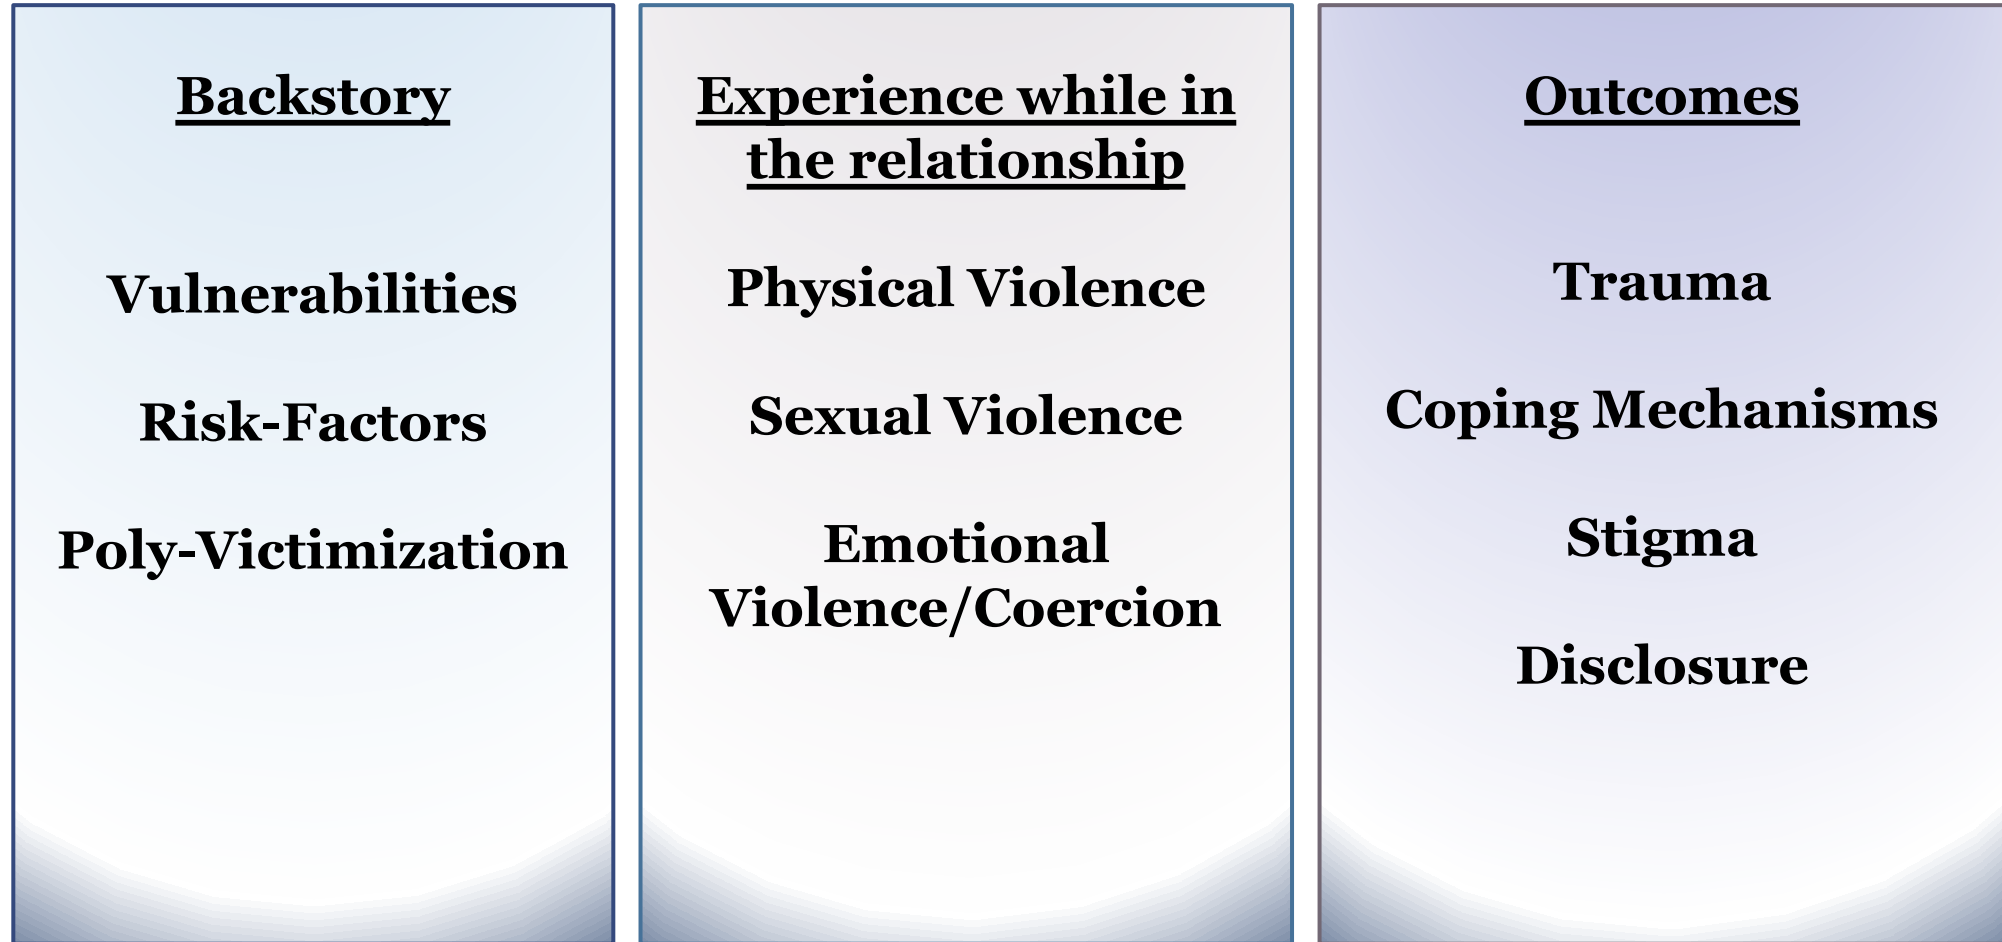 Backstory
Vulnerabilities
Risk-Factors
Poly-Victimization
Experience while in
the relationship
Physical Violence
Sexual Violence
Emotional
Violence/Coercion
Outcomes
Trauma
Coping Mechanisms
Stigma
Disclosure